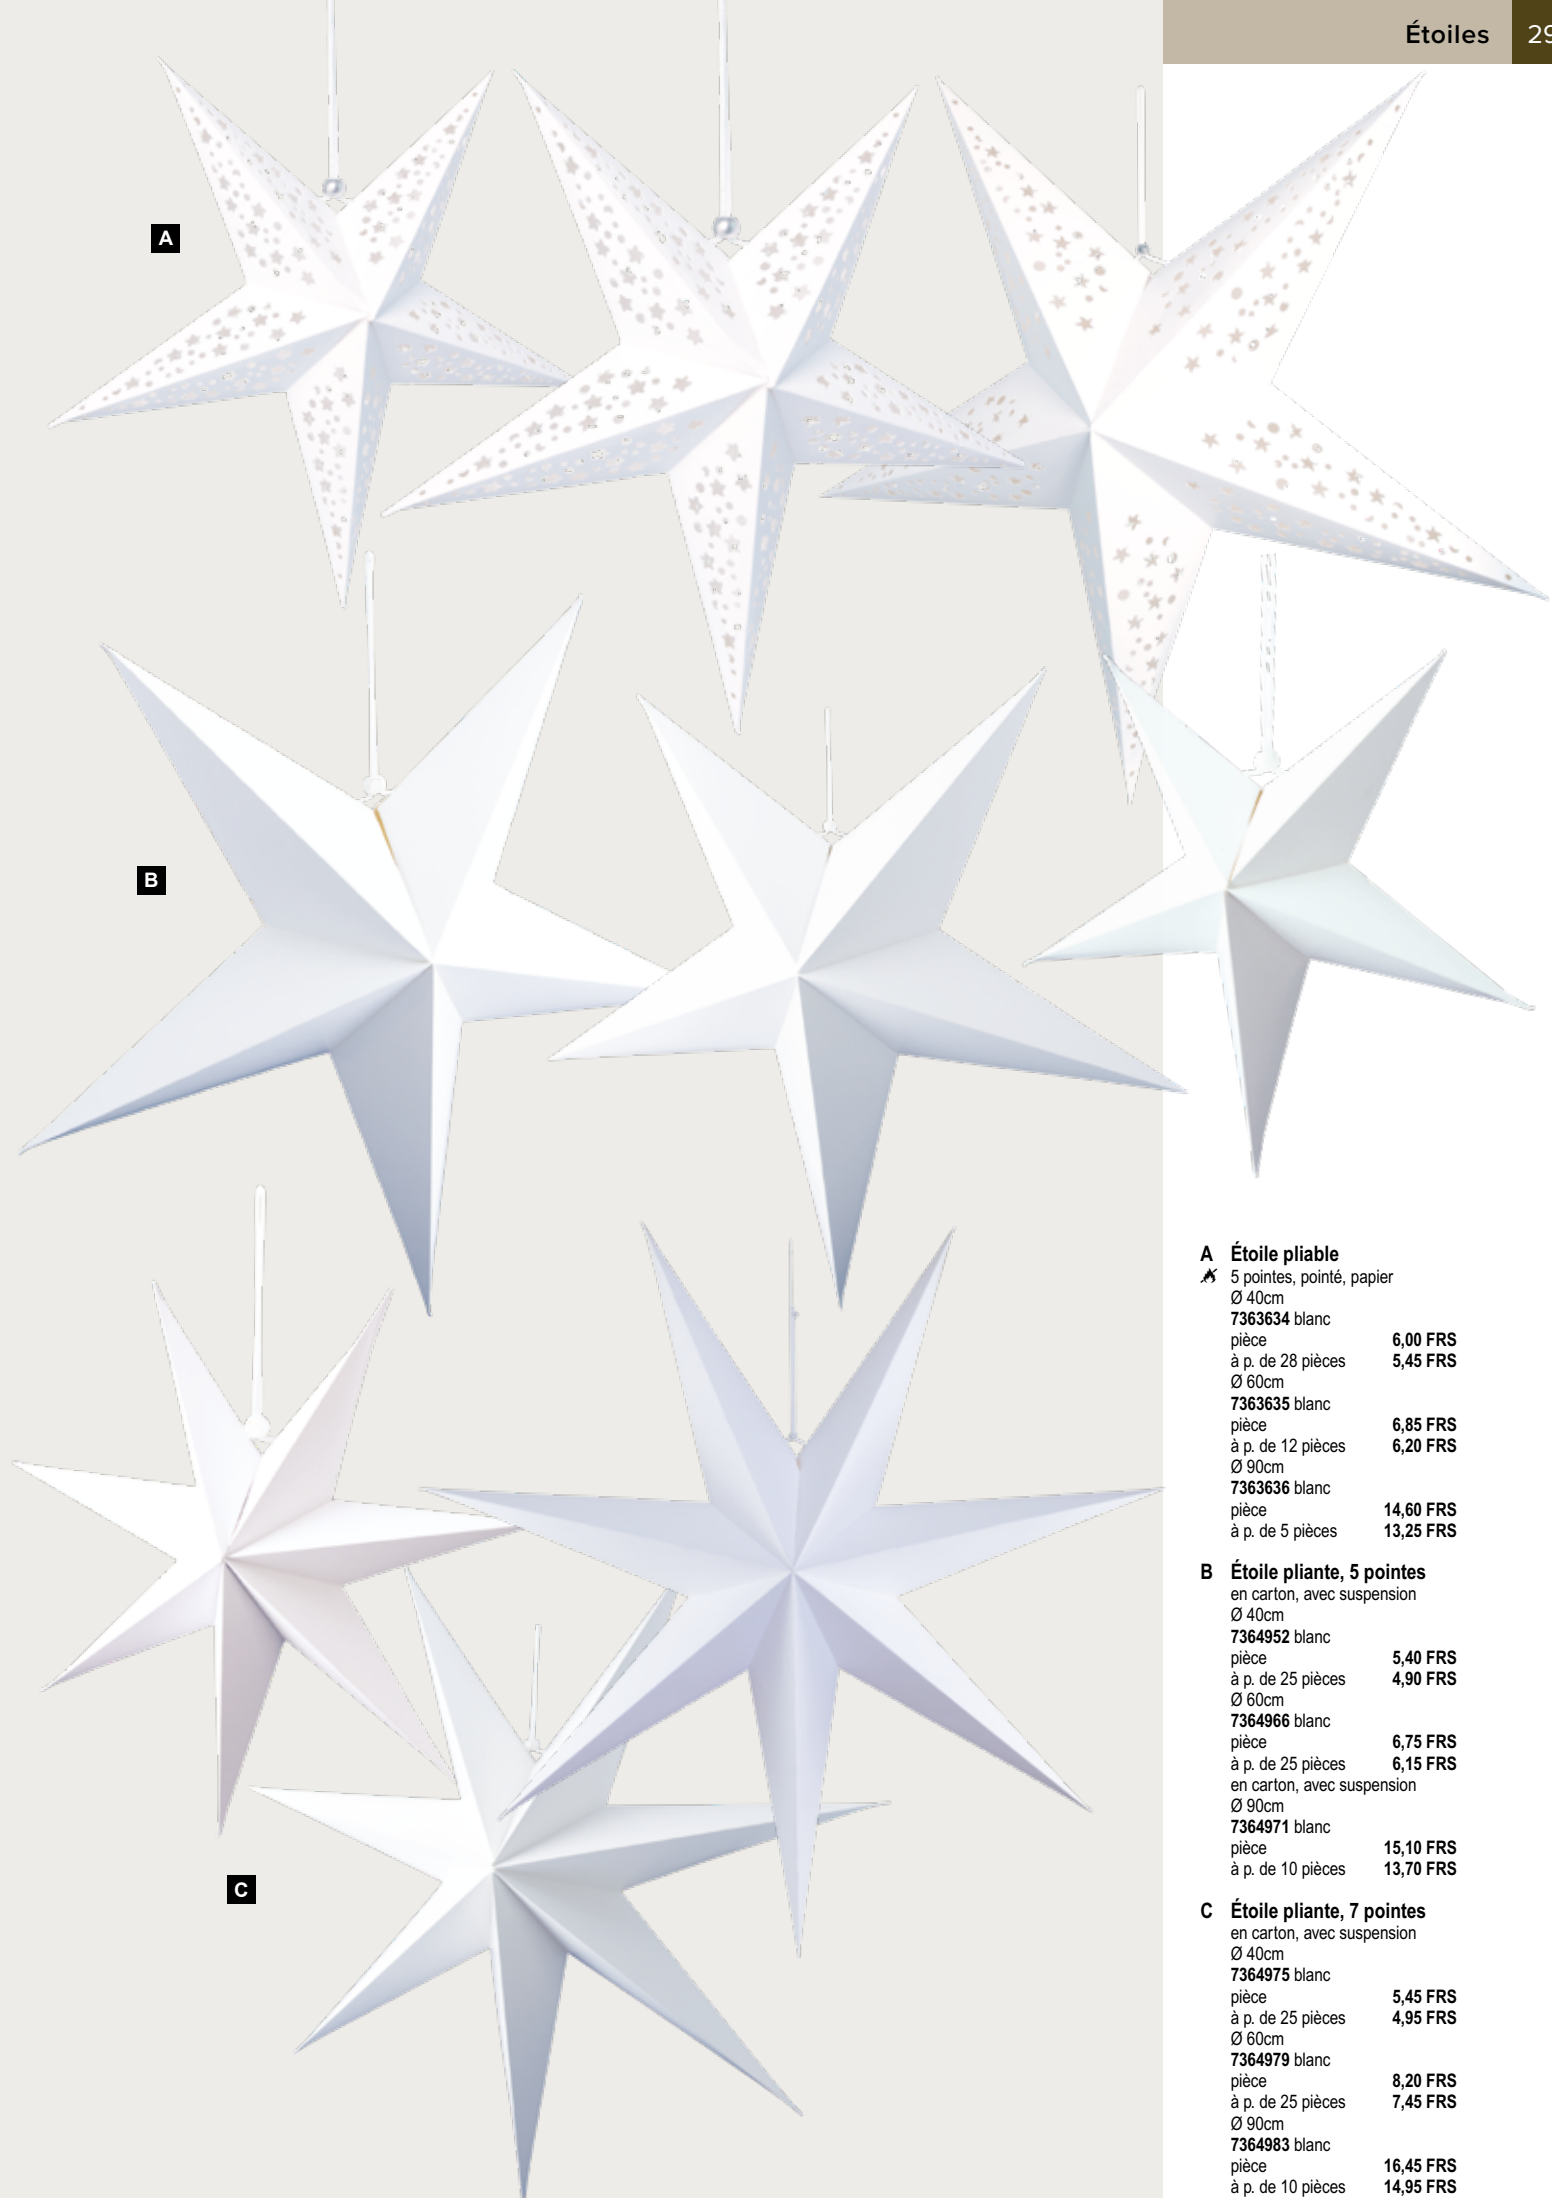 Étoiles 29
A
B
C
A Étoile pliable
5 pointes, pointé, papier
Ø 40cm
7363634 blanc
pièce 6,00 FRS
à p. de 28 pièces 5,45 FRS
Ø 60cm
7363635 blanc
pièce 6,85 FRS
à p. de 12 pièces 6,20 FRS
Ø 90cm
7363636 blanc
pièce 14,60 FRS
à p. de 5 pièces 13,25 FRS
B Étoile pliante, 5 pointes
en carton, avec suspension
Ø 40cm
7364952 blanc
pièce 5,40 FRS
à p. de 25 pièces 4,90 FRS
Ø 60cm
7364966 blanc
pièce 6,75 FRS
à p. de 25 pièces 6,15 FRS
en carton, avec suspension
Ø 90cm
7364971 blanc
pièce 15,10 FRS
à p. de 10 pièces 13,70 FRS
C Étoile pliante, 7 pointes
en carton, avec suspension
Ø 40cm
7364975 blanc
pièce 5,45 FRS
à p. de 25 pièces 4,95 FRS
Ø 60cm
7364979 blanc
pièce 8,20 FRS
à p. de 25 pièces 7,45 FRS
Ø 90cm
7364983 blanc
pièce 16,45 FRS
à p. de 10 pièces 14,95 FRS